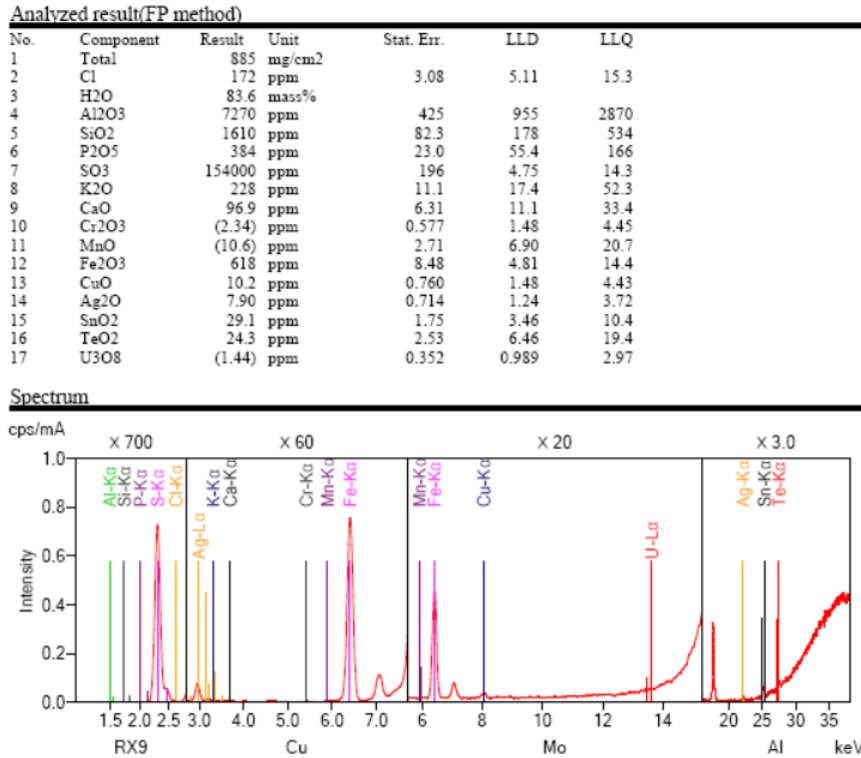 Analyzed result(FP method)
No. Component Result Unit Stat. Err. LLD LLQ
1 Total 885 mg/cm2
2 Cl 172 ppm 3.08 5.11 15.3
3 H2O 83.6 mass%
4 Al2O3 7270 ppm 425 955 2870
5 SiO2 1610 ppm 82.3 178 534
6 P2O5 384 ppm 23.0 55.4 166
7 SO3 154000 ppm 196 4.75 14.3
8 K2O 228 ppm 11.1 17.4 52.3
9 CaO 96.9 ppm 6.31 11.1 33.4
10 Cr2O3 (2.34) ppm 0.577 1.48 4.45
11 MnO (10.6) ppm 2.71 6.90 20.7
12 Fe2O3 618 ppm 8.48 4.81 14.4
13 CuO 10.2 ppm 0.760 1.48 4.43
14 Ag2O 7.90 ppm 0.714 1.24 3.72
15 SnO2 29.1 ppm 1.75 3.46 10.4
16 TeO2 24.3 ppm 2.53 6.46 19.4
17 U3O8 (1.44) ppm 0.352 0.989 2.97
Spectrum
cps/mA
X 700 X 60 X 20 X 3.0
Al-Kα Si-Kα P-Kα S-Kα Cl-Kα Ag-Lα K-Kα Ca-Kα Cr-Kα Mn-Kα Fe-Kα Mn-Kα Fe-Kα Cu-Kα U-Lα Ag-Kα Sn-Kα Te-Kα
Intensity
1.0
0.8
0.6
0.4
0.2
0.0
1.5 2.0 2.5 3.0 4.0 5.0 6.0 7.0 6 8 10 12 14 20 25 30 35
RX9 Cu Mo Al keV